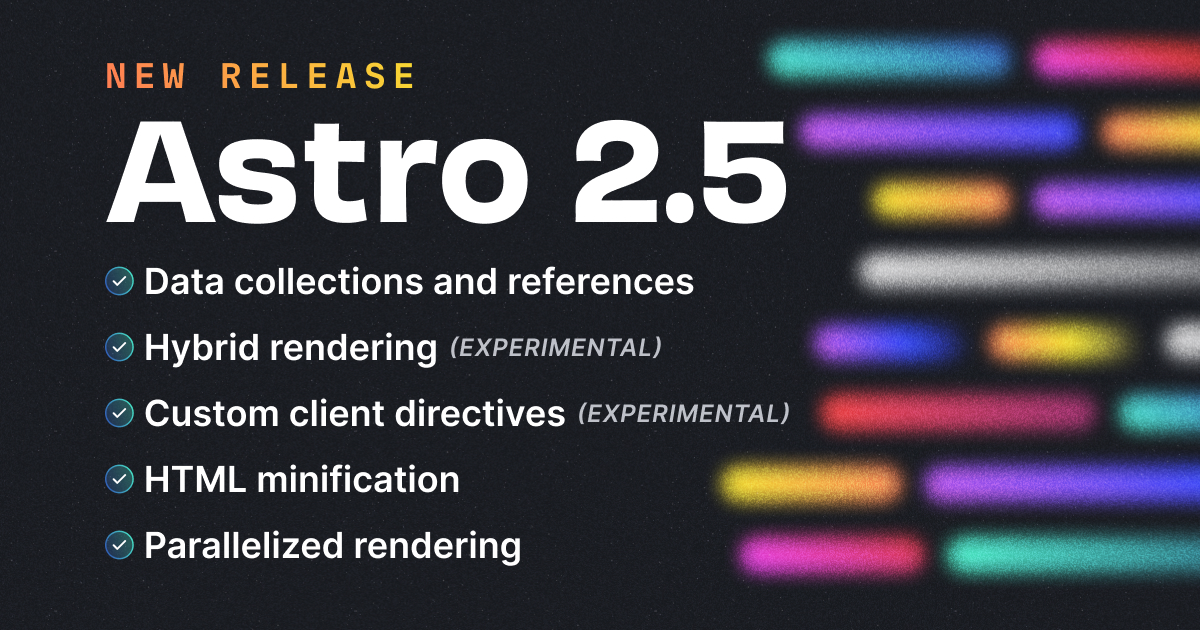 NEW RELEASE
Astro 2.5
Data collections and references
Hybrid rendering (EXPERIMENTAL)
Custom client directives (EXPERIMENTAL)
HTML minification
Parallelized rendering